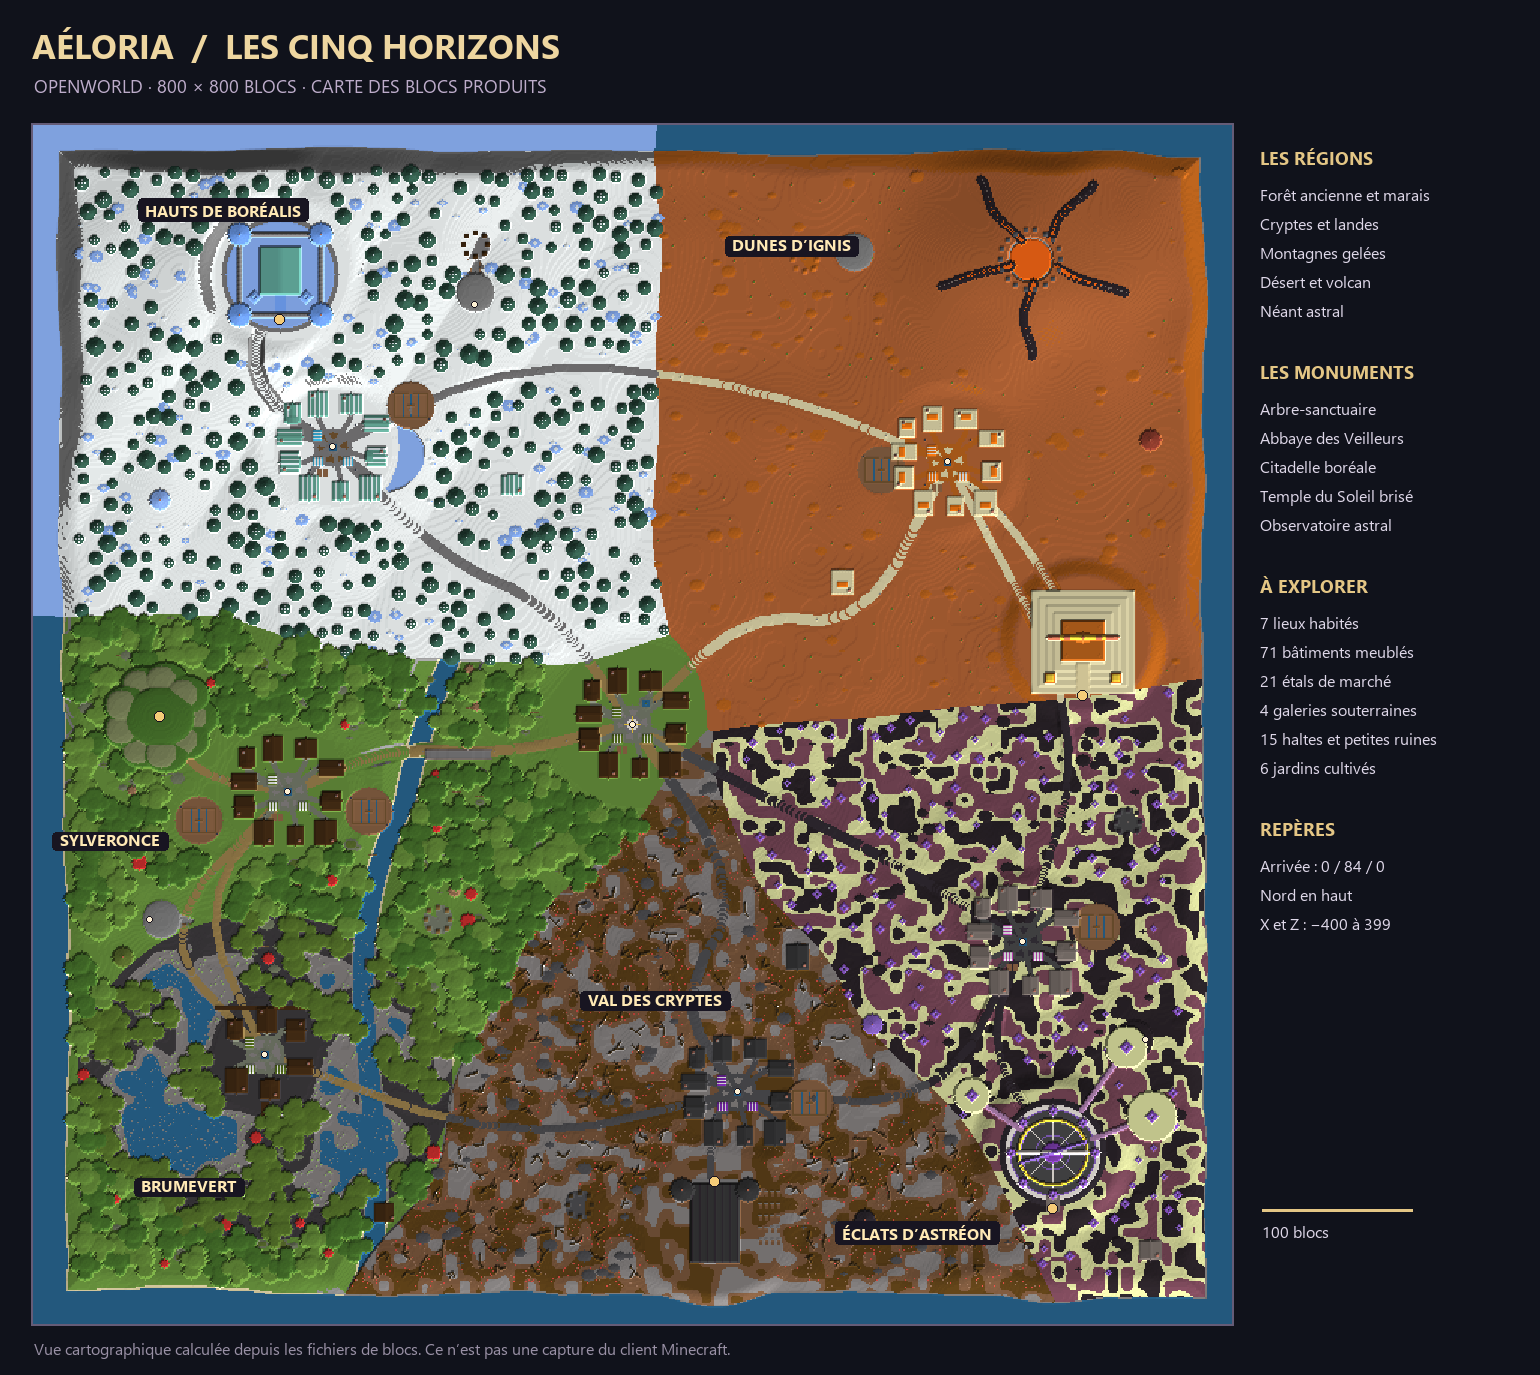 AÉLORIA / LES CINQ HORIZONS
OPENWORLD · 800 × 800 BLOCS · CARTE DES BLOCS PRODUITS
HAUTS DE BORÉALIS
DUNES D’IGNIS
SYLVERONCE
VAL DES CRYPTES
BRUMEVERT
ÉCLATS D’ASTRÉON
LES RÉGIONS
Forêt ancienne et marais
Cryptes et landes
Montagnes gelées
Désert et volcan
Néant astral
LES MONUMENTS
Arbre-sanctuaire
Abbaye des Veilleurs
Citadelle boréale
Temple du Soleil brisé
Observatoire astral
À EXPLORER
7 lieux habités
71 bâtiments meublés
21 étals de marché
4 galeries souterraines
15 haltes et petites ruines
6 jardins cultivés
REPÈRES
Arrivée : 0 / 84 / 0
Nord en haut
X et Z : −400 à 399
100 blocs
Vue cartographique calculée depuis les fichiers de blocs. Ce n’est pas une capture du client Minecraft.